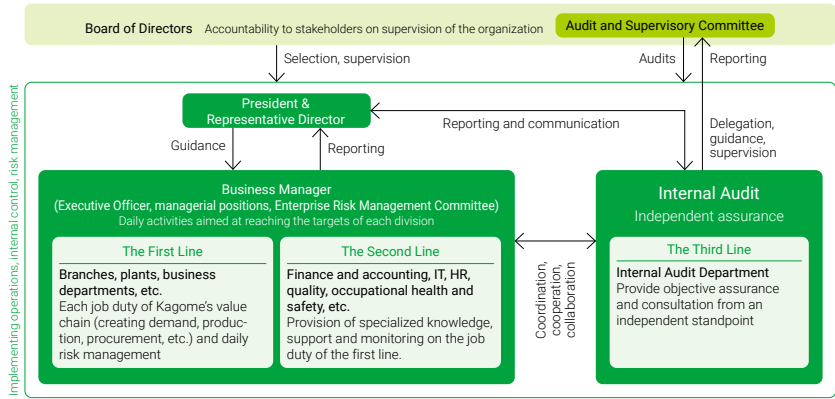 Board of Directors Accountability to stakeholders on supervision of the organization
Audit and Supervisory Committee
Selection, supervision
Audits
Reporting
Implementing operations, internal control, risk management
President &
Representative Director
Reporting and communication
Delegation,
guidance,
supervision
Guidance
Reporting
Business Manager
(Executive Officer, managerial positions, Enterprise Risk Management Committee)
Daily activities aimed at reaching the targets of each division
The First Line
Branches, plants, business
departments, etc.
Each job duty of Kagome's value
chain (creating demand, produc-
tion, procurement, etc.) and daily
risk management
The Second Line
Finance and accounting, IT, HR,
quality, occupational health and
safety, etc.
Provision of specialized knowledge,
support and monitoring on the job
duty of the first line.
Coordination,
cooperation,
collaboration
Internal Audit
Independent assurance
The Third Line
Internal Audit Department
Provide objective assurance
and consultation from an
independent standpoint